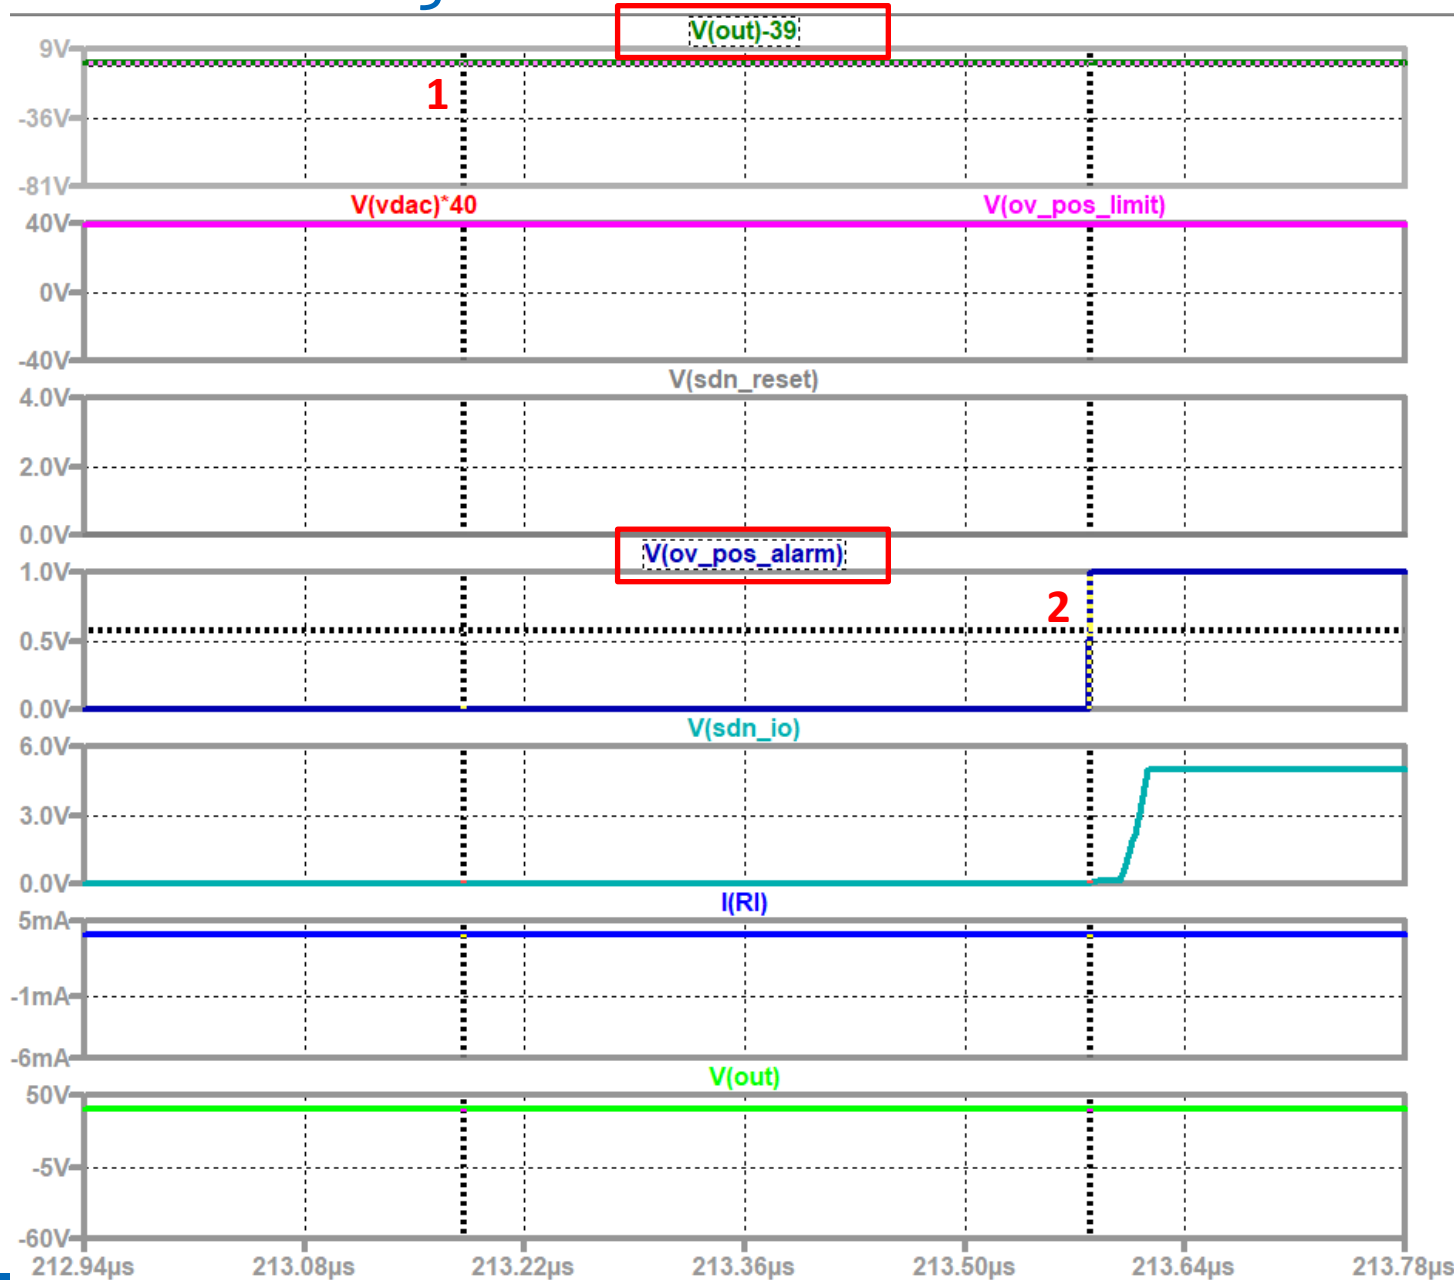 V(out)-39
9V
1
-36V
-81V
V(vdac)*40 V(ov_pos_limit)
40V
0V
-40V
V(sdn_reset)
4.0V
2.0V
0.0V
V(ov_pos_alarm)
1.0V
2
0.5V
0.0V
V(sdn_io)
6.0V
3.0V
0.0V
I(RI)
5mA
-1mA
-6mA
V(out)
50V
-5V
-60V
212.94µs 213.08µs 213.22µs 213.36µs 213.50µs 213.64µs 213.78µs